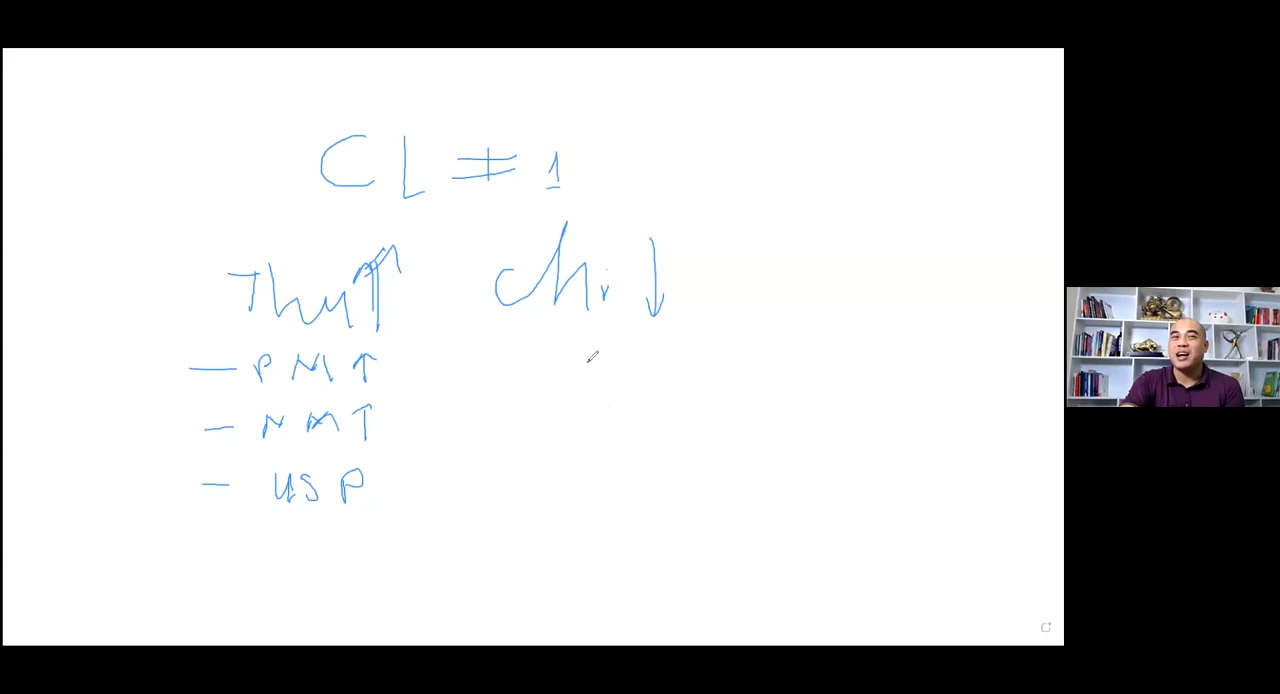 CL ≠ 1
Thu ↑ chi ↓
- PMT ↑
- NMT ↑
- USP